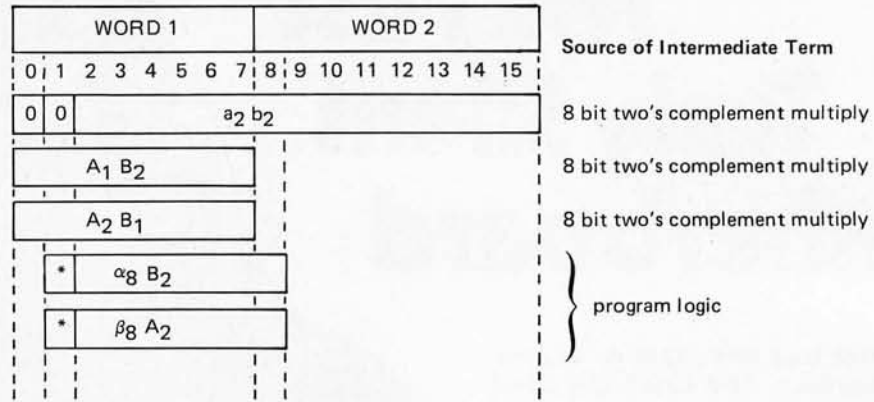 WORD 1 WORD 2
Source of Intermediate Term
0 1 2 3 4 5 6 7 8 9 10 11 12 13 14 15
0 0 a₂ b₂ 8 bit two's complement multiply
A₁ B₂ 8 bit two's complement multiply
A₂ B₁ 8 bit two's complement multiply
* α₈ B₂
program logic
* β₈ A₂